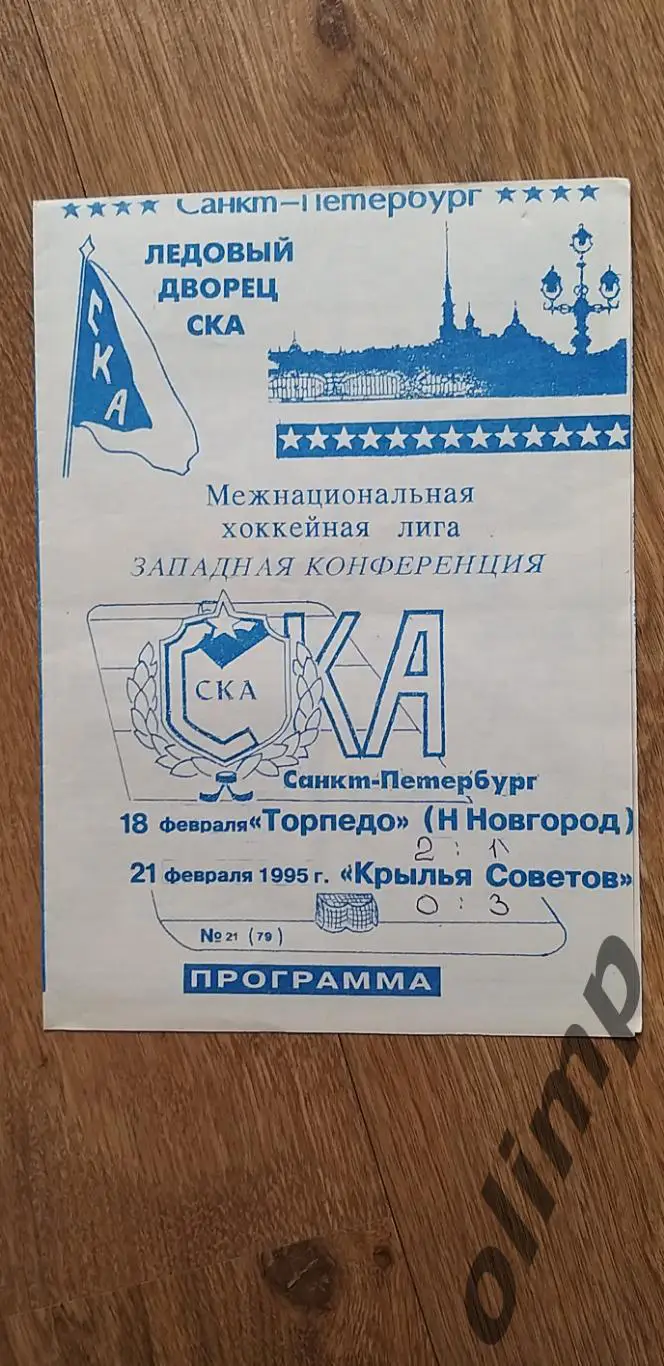 ★★★★ Санкт-Петербург ★★★★
ЛЕДОВЫЙ
ДВОРЕЦ
СКА
СКА
Межнациональная
хоккейная лига
ЗАПАДНАЯ КОНФЕРЕНЦИЯ
СКА
СКА
Санкт-Петербург
18 февраля «Торпедо» (Н Новгород)
2 : 1
21 февраля 1995 г. «Крылья Советов»
0 : 3
№ 21 (79)
ПРОГРАММА
olimp